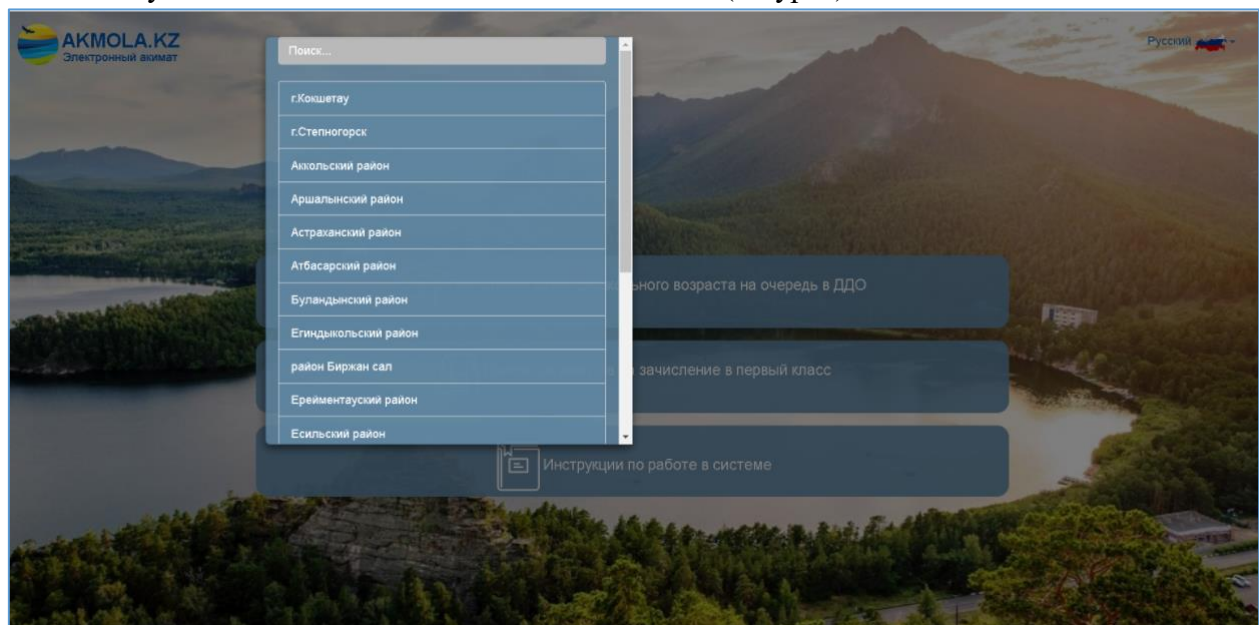 AKMOLA.KZ
Электронный акимат
Русский
Поиск...
г.Кокшетау
г.Степногорск
Аккольский район
Аршалынский район
Астраханский район
Атбасарский район
Буландынский район
Егиндыкольский район
район Биржан сал
Ерейментауский район
Есильский район
возраста на очередь в ДДО
зачисление в первый класс
Инструкции по работе в системе